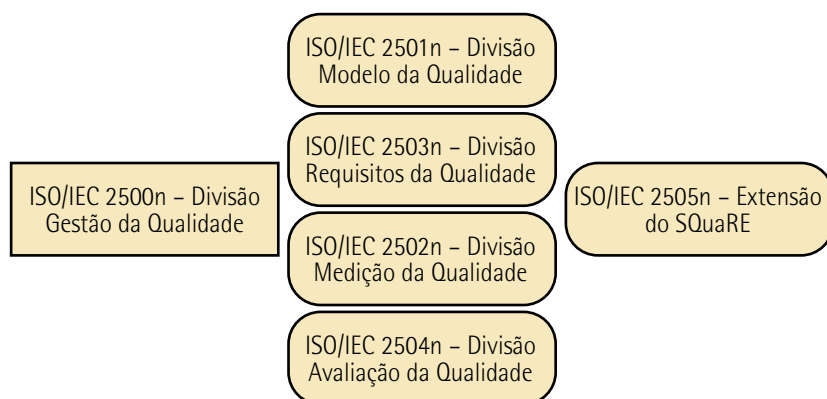 ISO/IEC 2501n – Divisão
Modelo da Qualidade
ISO/IEC 2503n – Divisão
Requisitos da Qualidade
ISO/IEC 2500n – Divisão
Gestão da Qualidade
ISO/IEC 2505n – Extensão
do SQuaRE
ISO/IEC 2502n – Divisão
Medição da Qualidade
ISO/IEC 2504n – Divisão
Avaliação da Qualidade